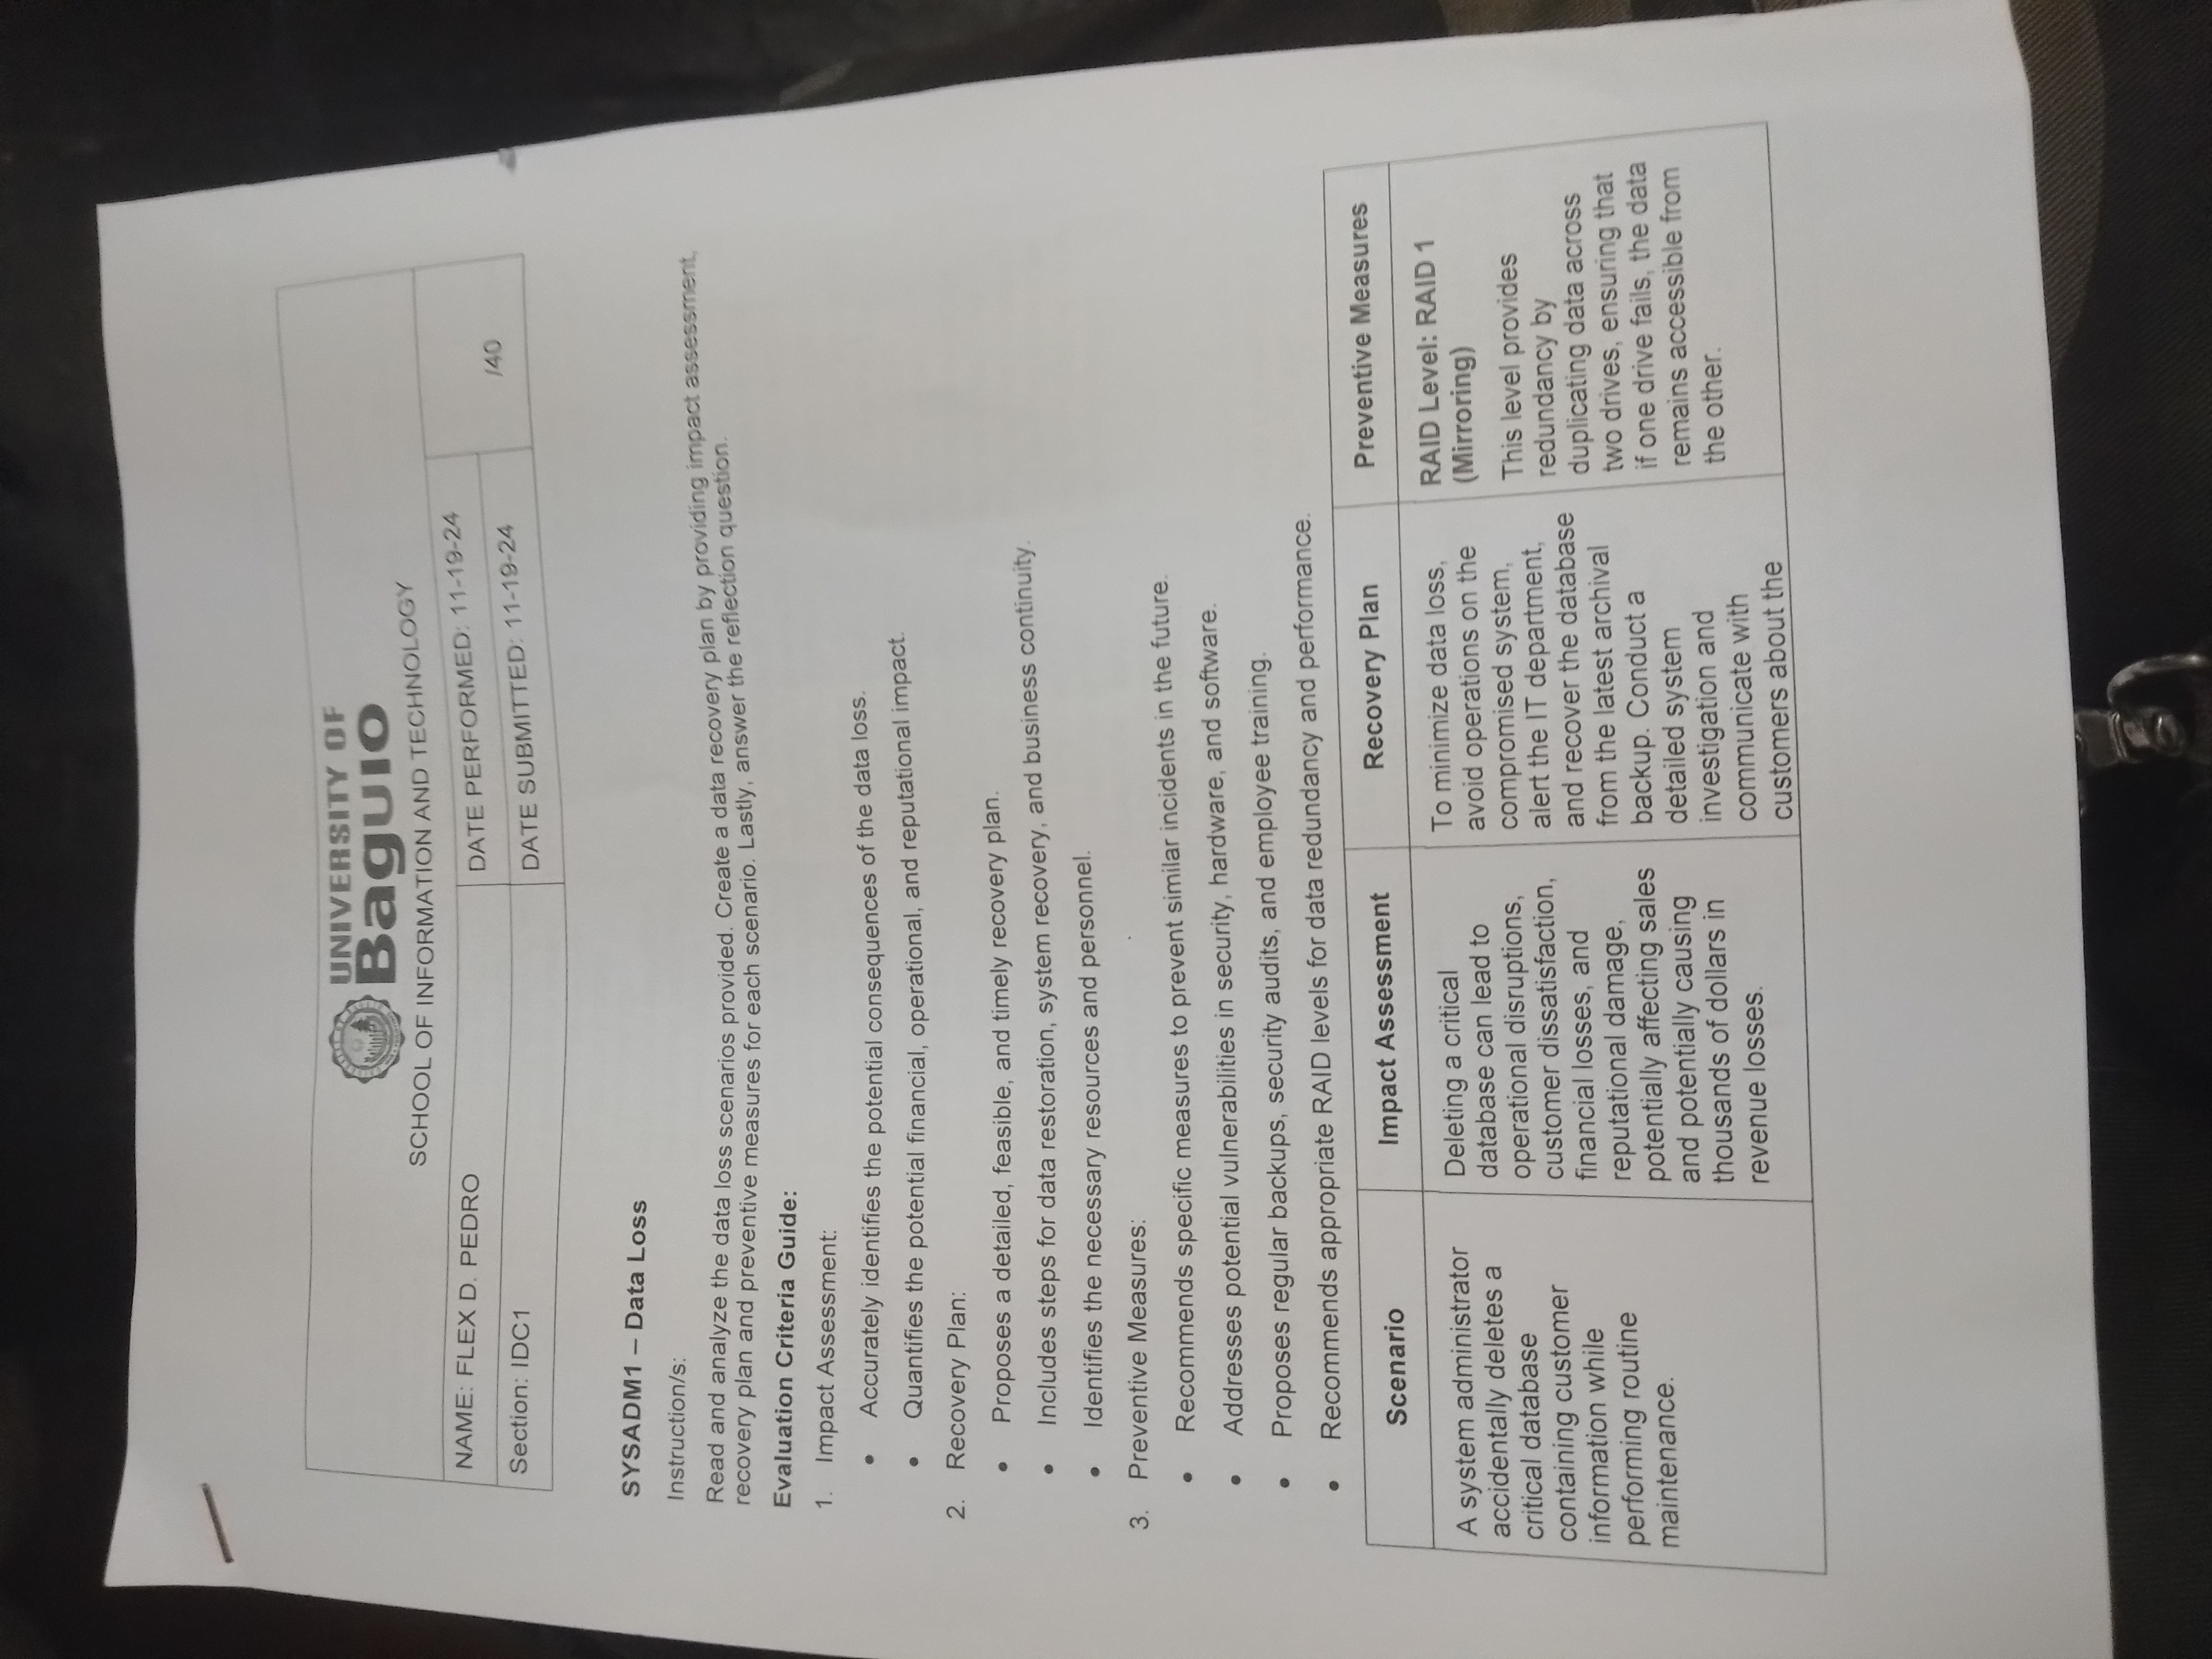 UNIVERSITY OF
Baguio
SCHOOL OF INFORMATION AND TECHNOLOGY
NAME: FLEX D. PEDRO
DATE PERFORMED: 11-19-24
/40
Section: IDC1
DATE SUBMITTED: 11-19-24
SYSADM1 – Data Loss
Instruction/s:
Read and analyze the data loss scenarios provided. Create a data recovery plan by providing impact assessment,
recovery plan and preventive measures for each scenario. Lastly, answer the reflection question.
Evaluation Criteria Guide:
1. Impact Assessment:
• Accurately identifies the potential consequences of the data loss.
• Quantifies the potential financial, operational, and reputational impact.
2. Recovery Plan:
• Proposes a detailed, feasible, and timely recovery plan.
• Includes steps for data restoration, system recovery, and business continuity.
• Identifies the necessary resources and personnel.
3. Preventive Measures:
• Recommends specific measures to prevent similar incidents in the future.
• Addresses potential vulnerabilities in security, hardware, and software.
• Proposes regular backups, security audits, and employee training.
• Recommends appropriate RAID levels for data redundancy and performance.
Scenario
Impact Assessment
Recovery Plan
Preventive Measures
A system administrator
accidentally deletes a
critical database
containing customer
information while
performing routine
maintenance.
Deleting a critical
database can lead to
operational disruptions,
customer dissatisfaction,
financial losses, and
reputational damage,
potentially affecting sales
and potentially causing
thousands of dollars in
revenue losses.
To minimize data loss,
avoid operations on the
compromised system,
alert the IT department,
and recover the database
from the latest archival
backup. Conduct a
detailed system
investigation and
communicate with
customers about the
RAID Level: RAID 1
(Mirroring)
This level provides
redundancy by
duplicating data across
two drives, ensuring that
if one drive fails, the data
remains accessible from
the other.